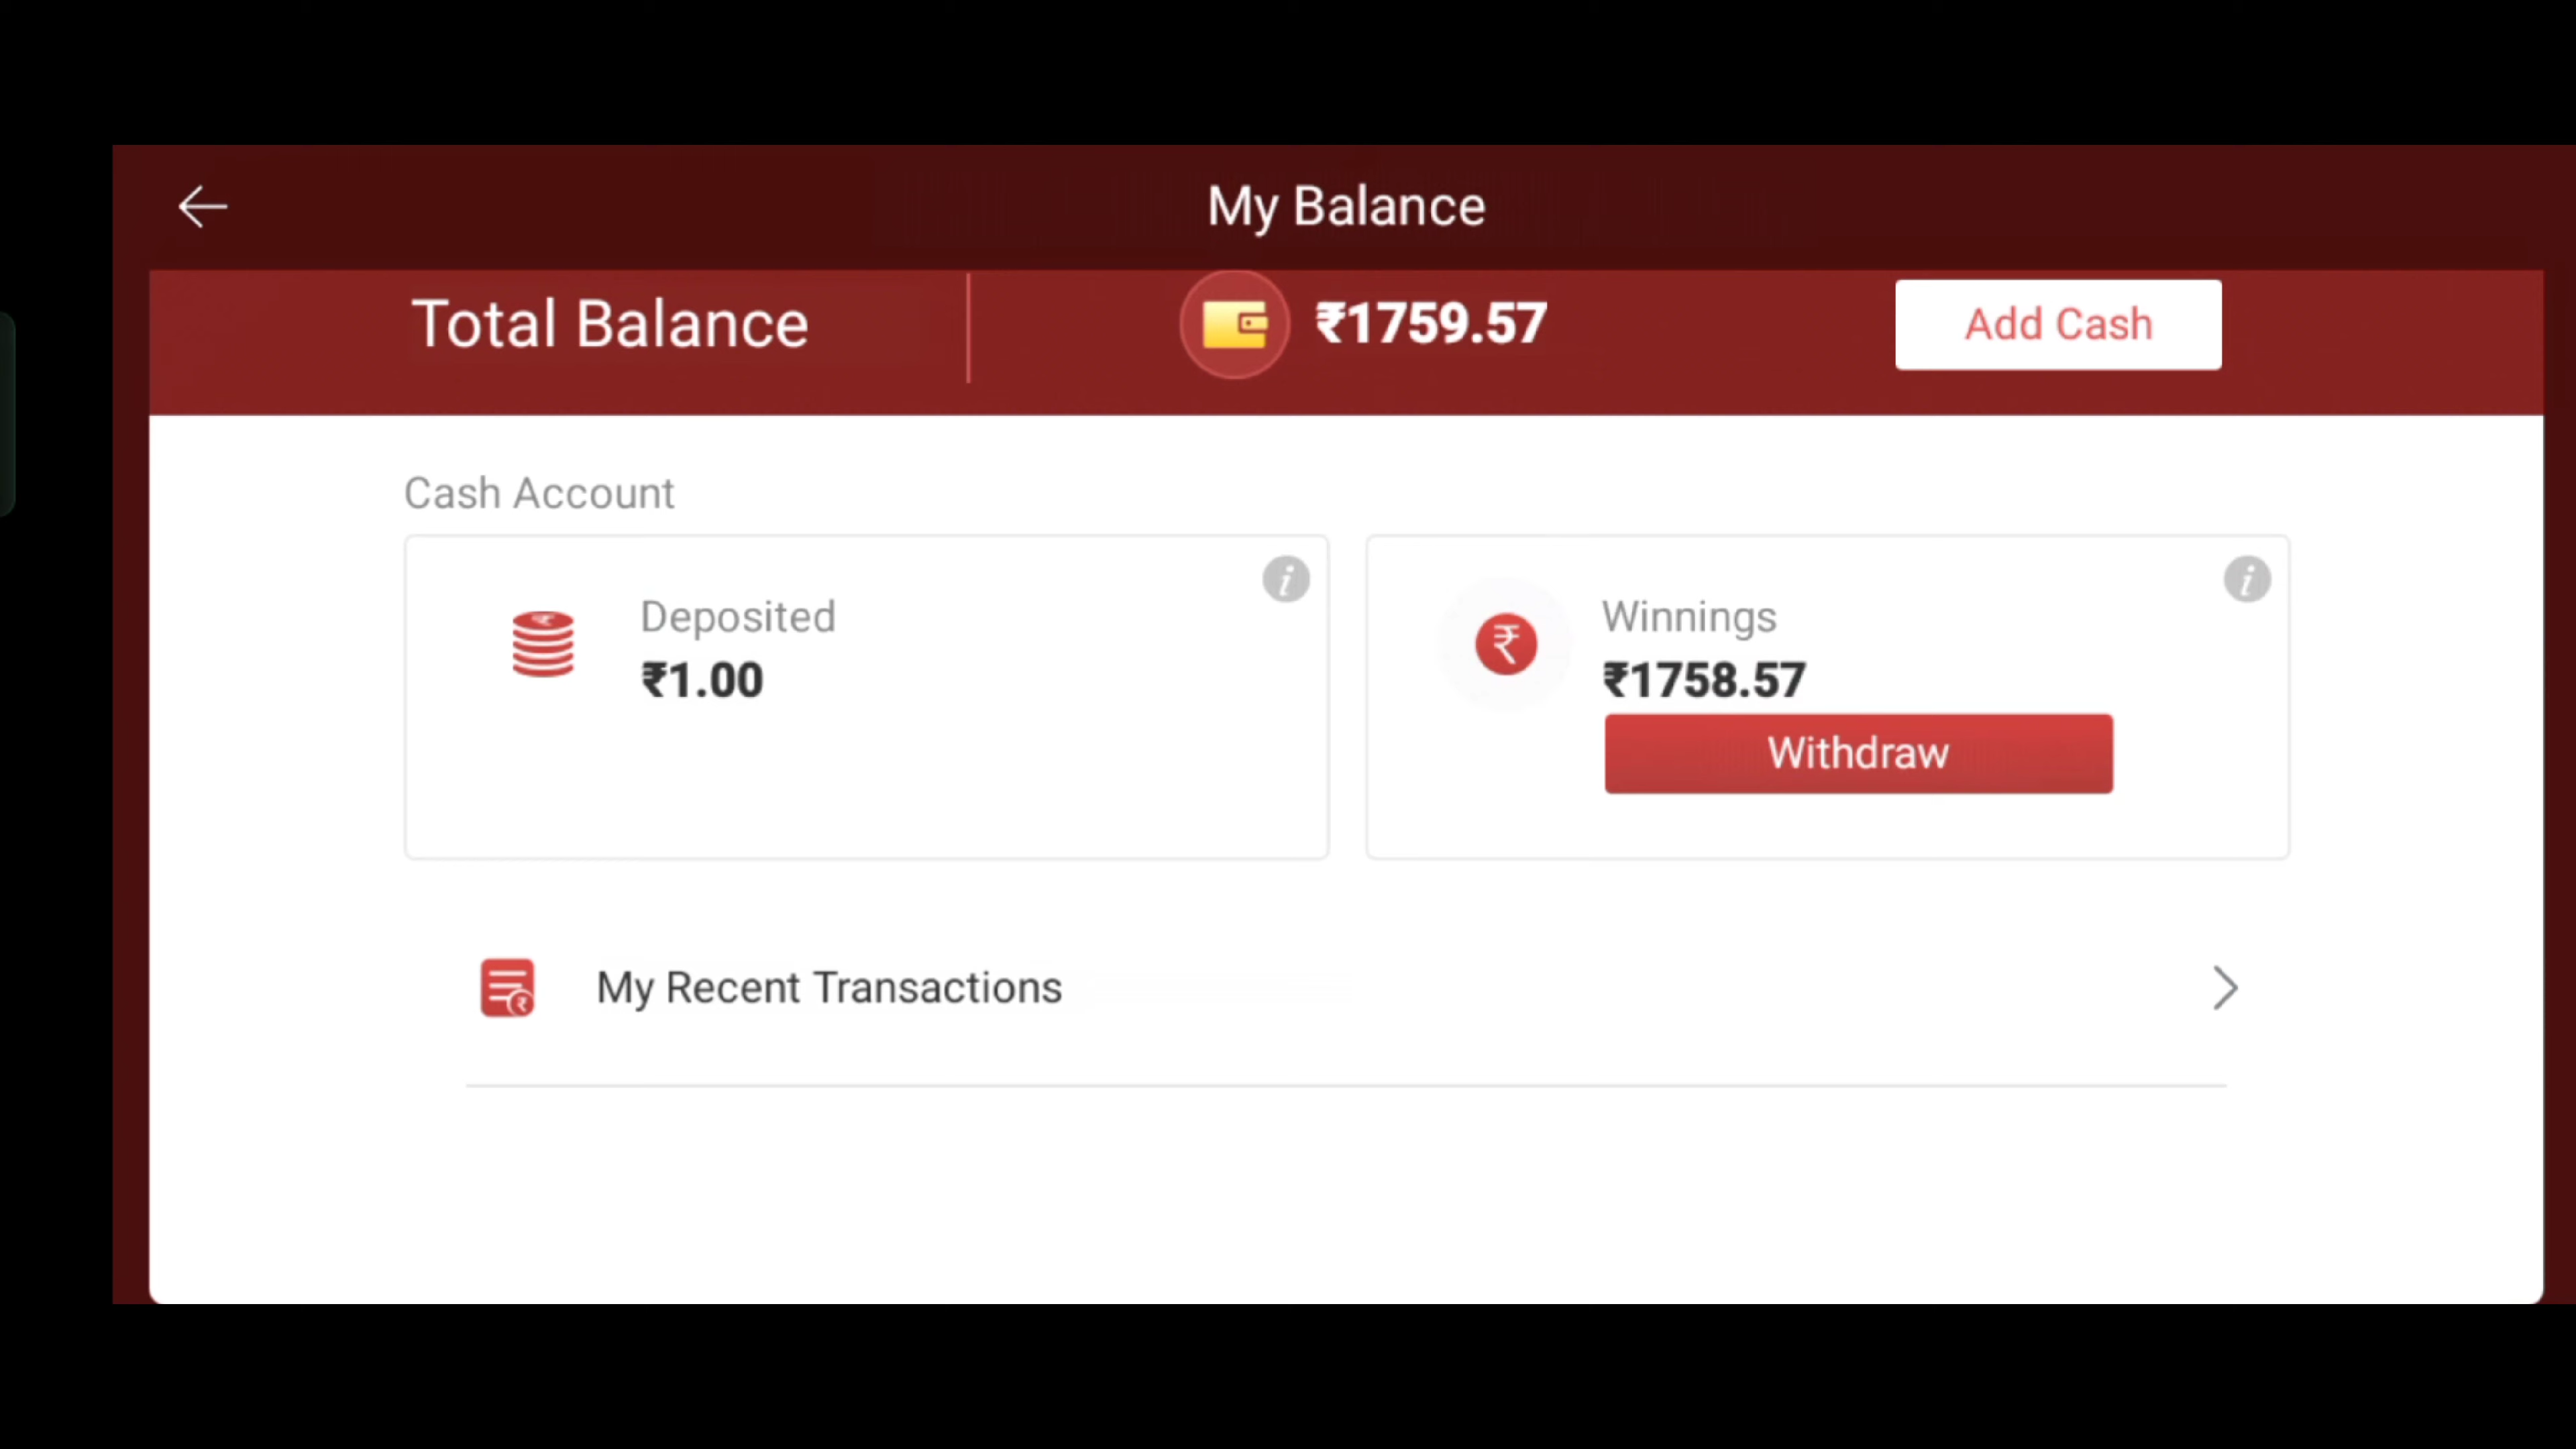 My Balance
Total Balance
₹1759.57
Add Cash
Cash Account
Deposited
₹1.00
Winnings
₹1758.57
Withdraw
My Recent Transactions